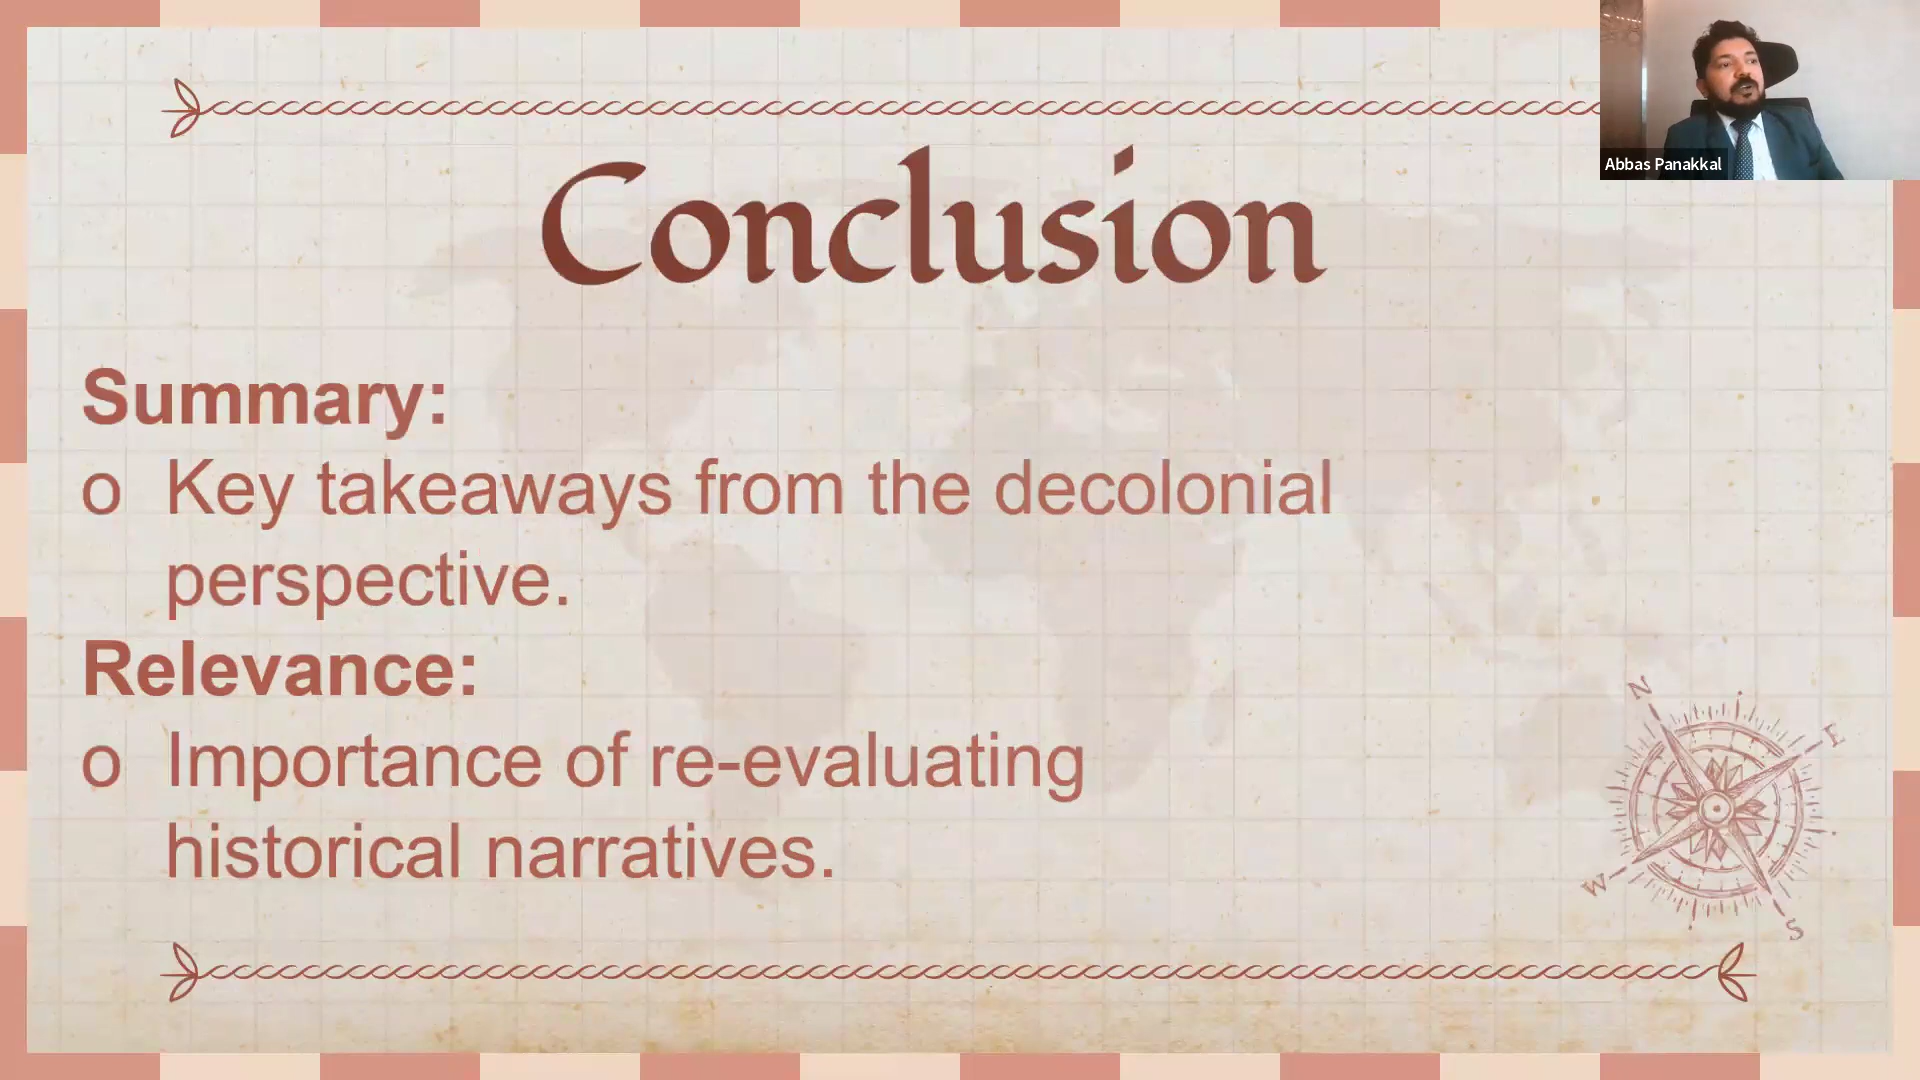 Abbas Panakkal
Conclusion
Summary:
o Key takeaways from the decolonial
perspective.
Relevance:
o Importance of re-evaluating
historical narratives.
N
E
W
S